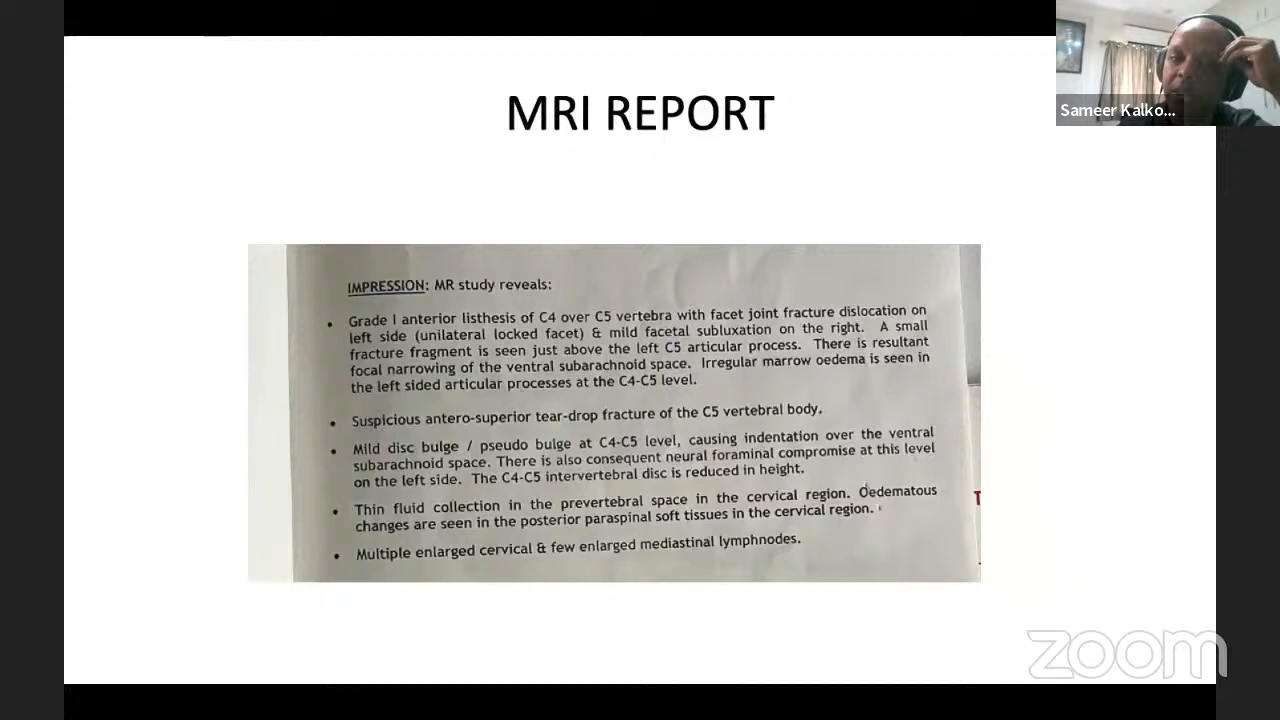 MRI REPORT
Sameer Kalko...
IMPRESSION: MR study reveals:
• Grade I anterior listhesis of C4 over C5 vertebra with facet joint fracture dislocation on
left side (unilateral locked facet) & mild facetal subluxation on the right. A small
fracture fragment is seen just above the left C5 articular process. There is resultant
focal narrowing of the ventral subarachnoid space. Irregular marrow oedema is seen in
the left sided articular processes at the C4-C5 level.
• Suspicious antero-superior tear-drop fracture of the C5 vertebral body.
• Mild disc bulge / pseudo bulge at C4-C5 level, causing indentation over the ventral
subarachnoid space. There is also consequent neural foraminal compromise at this level
on the left side. The C4-C5 intervertebral disc is reduced in height.
• Thin fluid collection in the prevertebral space in the cervical region. Oedematous
changes are seen in the posterior paraspinal soft tissues in the cervical region.
• Multiple enlarged cervical & few enlarged mediastinal lymphnodes.
T
zoom